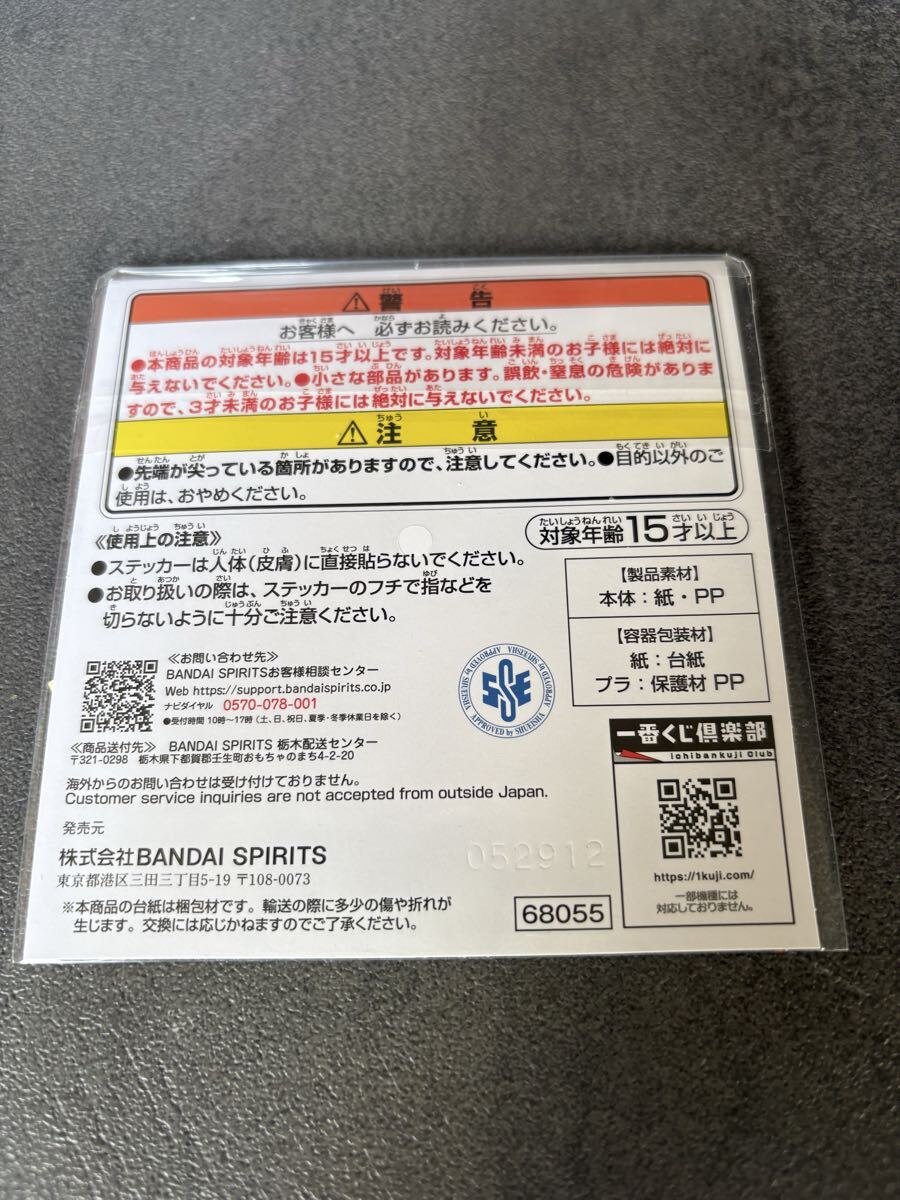 ⚠警告
お客様へ 必ずお読みください。
●本商品の対象年齢は15才以上です。対象年齢未満のお子様には絶対に
与えないでください。●小さな部品があります。誤飲・窒息の危険がありま
すので、3才未満のお子様には絶対に与えないでください。
⚠注意
●先端が尖っている箇所がありますので、注意してください。●目的以外のご
使用は、おやめください。
《使用上の注意》
●ステッカーは人体(皮膚)に直接貼らないでください。
●お取り扱いの際は、ステッカーのフチで指などを
切らないように十分ご注意ください。
対象年齢15才以上
【製品素材】
本体：紙・PP
【容器包装材】
紙：台紙
プラ：保護材 PP
≪お問い合わせ先≫
BANDAI SPIRITSお客様相談センター
Web https://support.bandaispirits.co.jp
ナビダイヤル 0570-078-001
●受付時間 10時〜17時(土、日、祝日、夏季・冬季休業日を除く)
≪商品送付先≫ BANDAI SPIRITS 栃木配送センター
〒321-0298 栃木県下都賀郡壬生町おもちゃのまち4-2-20
APPROVED by SHUEISHA
APPROVED by SHUEISHA
APPROVED by SHUEISHA
海外からのお問い合わせは受け付けておりません。
Customer service inquiries are not accepted from outside Japan.
発売元
株式会社BANDAI SPIRITS
東京都港区三田三丁目5-19 〒108-0073
052912
※本商品の台紙は梱包材です。輸送の際に多少の傷や折れが
生じます。交換には応じかねますのでご了承ください。
68055
一番くじ倶楽部
ichibankuji Club
https://1kuji.com/
一部機種には
対応しておりません。